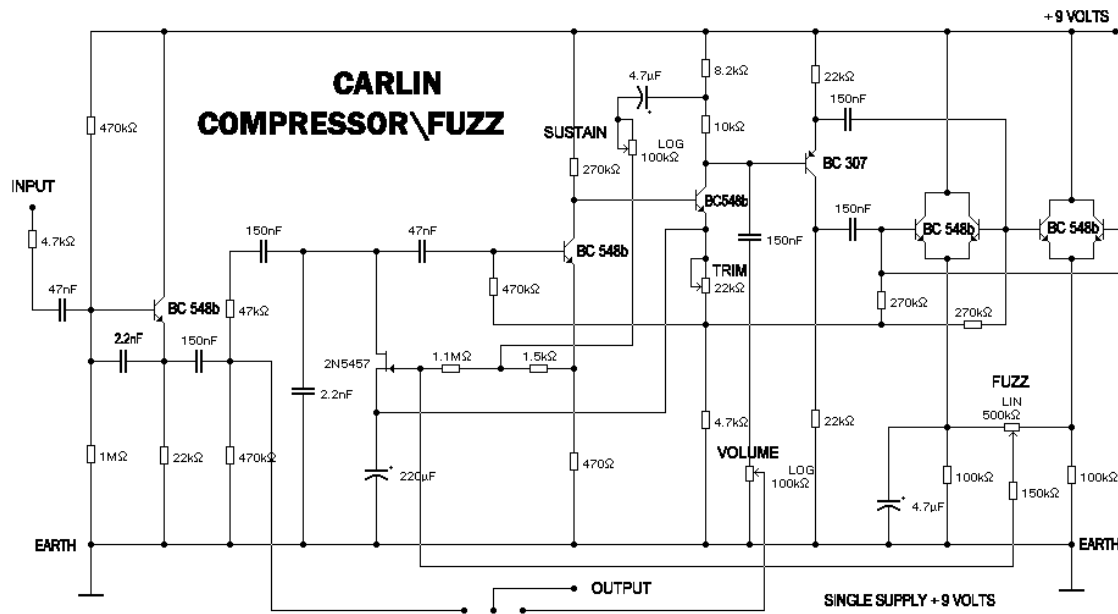 + 9 VOLTS
CARLIN
COMPRESSOR\FUZZ
4.7µF
8.2kΩ
22kΩ
150nF
470kΩ
SUSTAIN
LOG
100kΩ
10kΩ
270kΩ
BC 307
INPUT
4.7kΩ
BC548b
150nF
150nF
47nF
BC 548b
150nF
BC 548b
BC 548b
47nF
BC 548b
47kΩ
470kΩ
TRIM
22kΩ
270kΩ
270kΩ
2.2nF
150nF
2N5457
1.1MΩ
1.5kΩ
2.2nF
FUZZ
LIN
500kΩ
4.7kΩ
22kΩ
1MΩ
22kΩ
470kΩ
220µF
470Ω
VOLUME
LOG
100kΩ
100kΩ
150kΩ
100kΩ
4.7µF
EARTH
EARTH
OUTPUT
SINGLE SUPPLY + 9 VOLTS